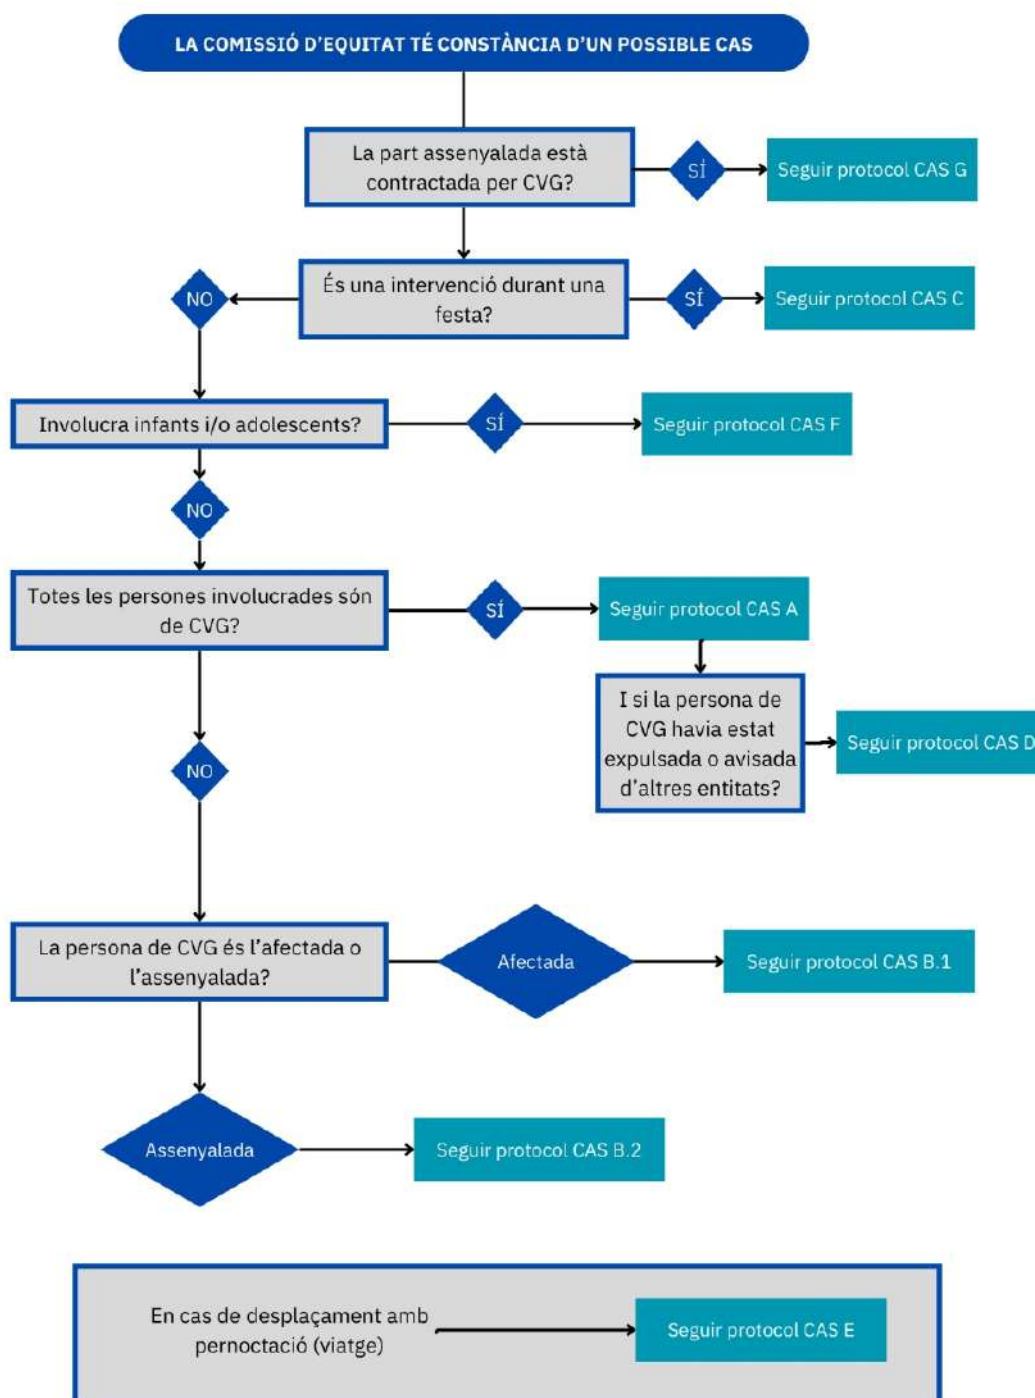 LA COMISSIÓ D'EQUITAT TÉ CONSTÀNCIA D'UN POSSIBLE CAS
La part assenyalada està
contractada per CVG?
SÍ
Seguir protocol CAS G
És una intervenció durant una
festa?
NO
SÍ
Seguir protocol CAS C
Involucra infants i/o adolescents?
SÍ
Seguir protocol CAS F
NO
Totes les persones involucrades són
de CVG?
SÍ
Seguir protocol CAS A
I si la persona de
CVG havia estat
expulsada o avisada
d'altres entitats?
Seguir protocol CAS D
NO
La persona de CVG és l'afectada o
l'assenyalada?
Afectada
Seguir protocol CAS B.1
Assenyalada
Seguir protocol CAS B.2
En cas de desplaçament amb
pernoctació (viatge)
Seguir protocol CAS E